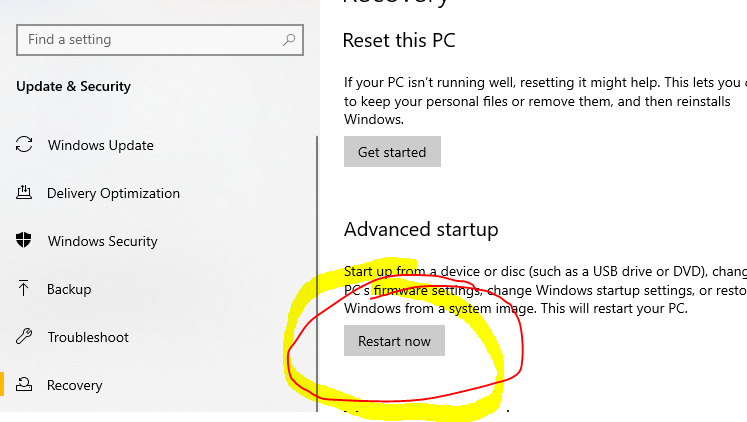 Recovery
Find a setting
Reset this PC
Update & Security
If your PC isn't running well, resetting it might help. This lets you
to keep your personal files or remove them, and then reinstalls
Windows.
Get started
Windows Update
Delivery Optimization
Windows Security
Backup
Troubleshoot
Recovery
Advanced startup
Start up from a device or disc (such as a USB drive or DVD), chang
PC's firmware settings, change Windows startup settings, or resto
Windows from a system image. This will restart your PC.
Restart now